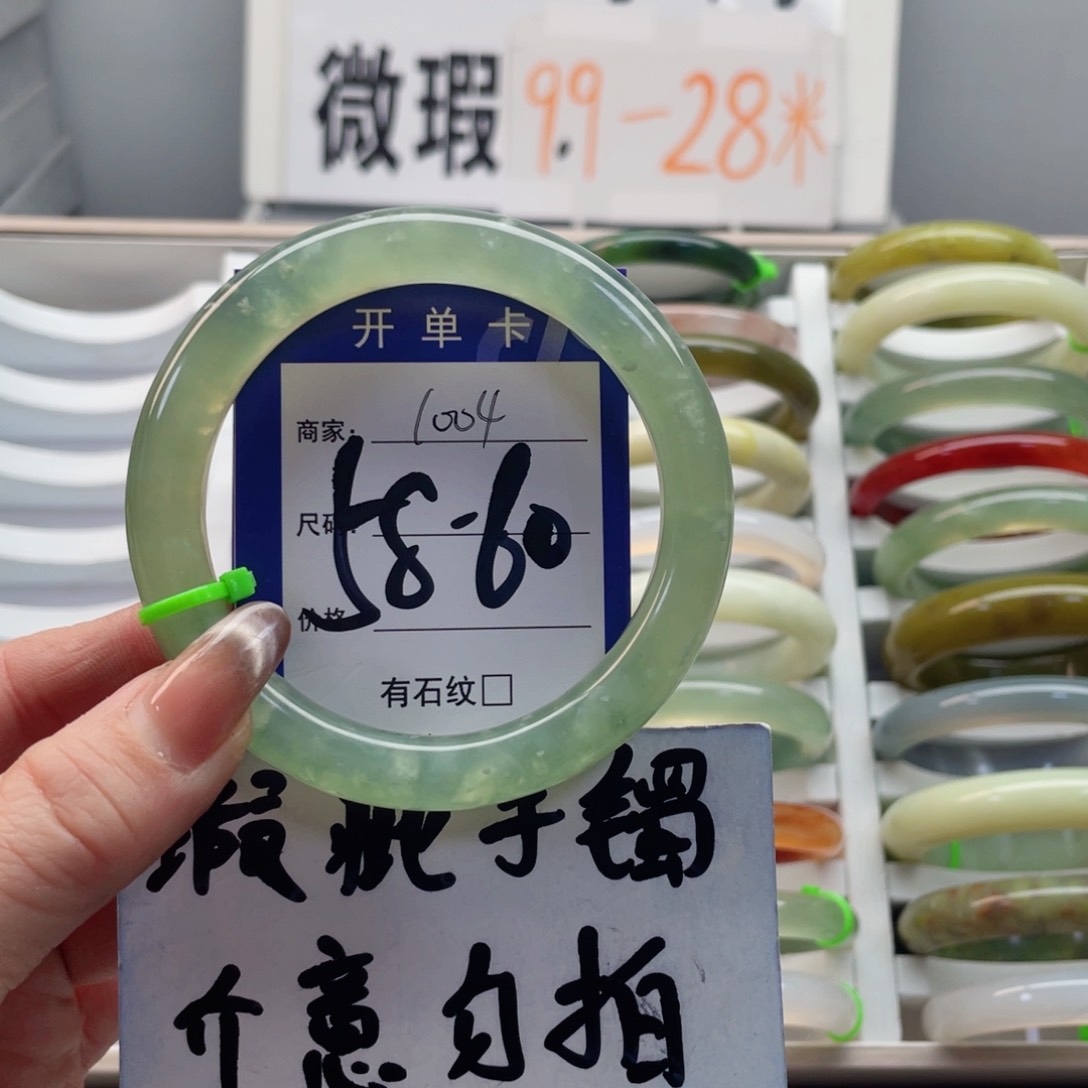 微瑕 9.9-28米
开单卡
商家: 1004
尺码: 58-60
价格
有石纹□
瑕疵手镯
介意勿拍